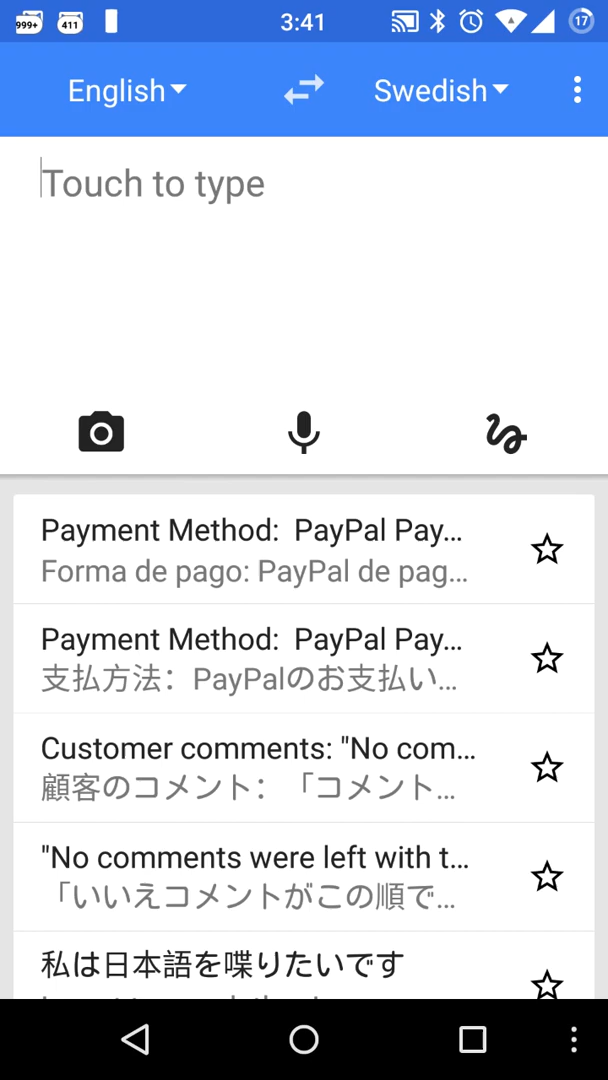 999+ 411 3:41 17
English Swedish
Touch to type
Payment Method:  PayPal Pay...
Forma de pago: PayPal de pag...
Payment Method:  PayPal Pay...
支払方法：PayPalのお支払い...
Customer comments: "No com...
顧客のコメント：「コメント...
"No comments were left with t...
「いいえコメントがこの順で...
私は日本語を喋りたいです